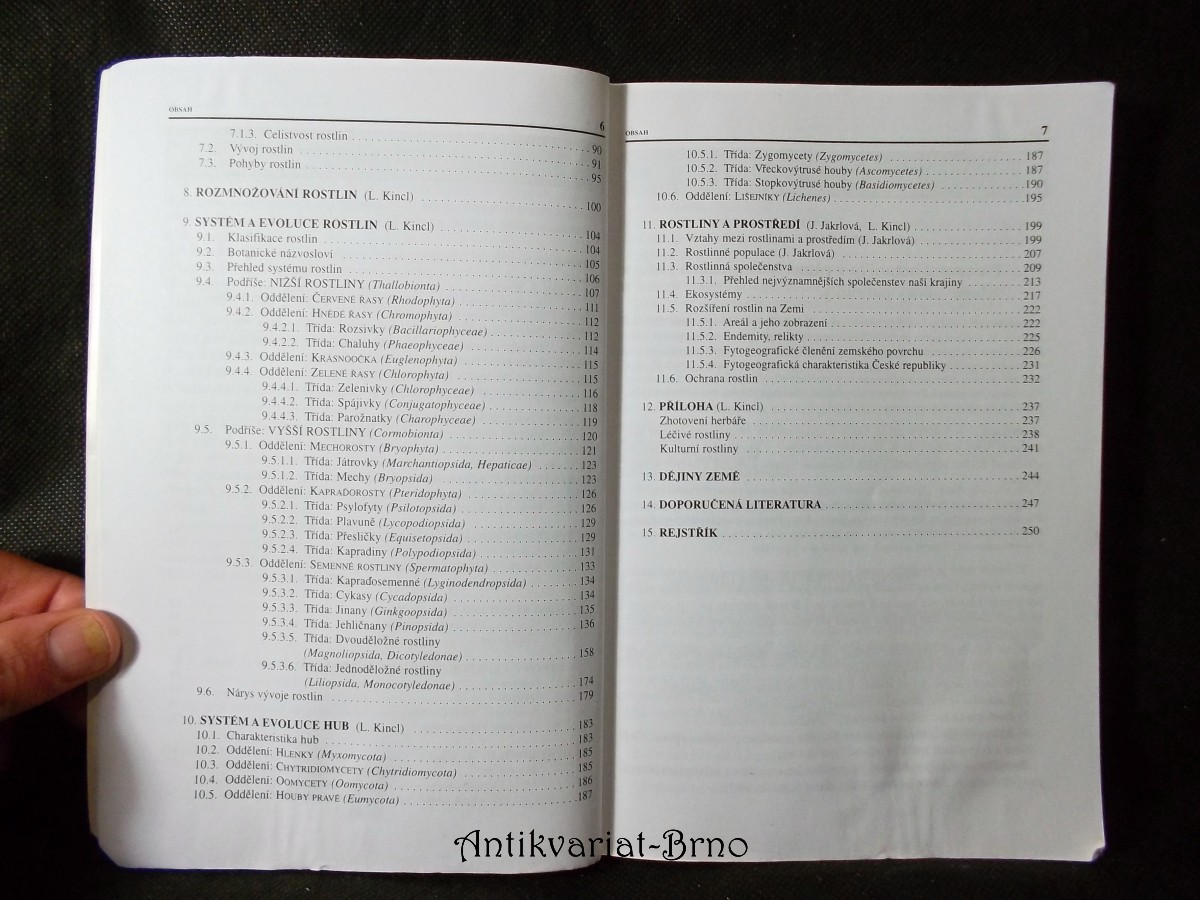 OBSAH 6
7.1.3. Celistvost rostlin 90
7.2. Vývoj rostlin 91
7.3. Pohyby rostlin 95
8. ROZMNOŽOVÁNÍ ROSTLIN (L. Kincl) 100
9. SYSTÉM A EVOLUCE ROSTLIN (L. Kincl) 104
9.1. Klasifikace rostlin 104
9.2. Botanické názvosloví 105
9.3. Přehled systému rostlin 106
9.4. Podříše: NIŽŠÍ ROSTLINY (Thallobionta) 107
9.4.1. Oddělení: ČERVENÉ ŘASY (Rhodophyta) 111
9.4.2. Oddělení: HNĚDÉ ŘASY (Chromophyta) 112
9.4.2.1. Třída: Rozsivky (Bacillariophyceae) 112
9.4.2.2. Třída: Chaluhy (Phaeophyceae) 114
9.4.3. Oddělení: KRÁSNOOČKA (Euglenophyta) 115
9.4.4. Oddělení: ZELENÉ ŘASY (Chlorophyta) 115
9.4.4.1. Třída: Zelenivky (Chlorophyceae) 116
9.4.4.2. Třída: Spájivky (Conjugatophyceae) 118
9.4.4.3. Třída: Parožnatky (Charophyceae) 119
9.5. Podříše: VYŠŠÍ ROSTLINY (Cormobionta) 120
9.5.1. Oddělení: MECHOROSTY (Bryophyta) 121
9.5.1.1. Třída: Játrovky (Marchantiopsida, Hepaticae) 123
9.5.1.2. Třída: Mechy (Bryopsida) 123
9.5.2. Oddělení: KAPRAĎOROSTY (Pteridophyta) 126
9.5.2.1. Třída: Psylofyty (Psilotopsida) 126
9.5.2.2. Třída: Plavuně (Lycopodiopsida) 129
9.5.2.3. Třída: Přesličky (Equisetopsida) 129
9.5.2.4. Třída: Kapradiny (Polypodiopsida) 131
9.5.3. Oddělení: SEMENNÉ ROSTLINY (Spermatophyta) 133
9.5.3.1. Třída: Kapraďosemenné (Lyginodendropsida) 134
9.5.3.2. Třída: Cykasy (Cycadopsida) 134
9.5.3.3. Třída: Jinany (Ginkgoopsida) 135
9.5.3.4. Třída: Jehličnany (Pinopsida) 136
9.5.3.5. Třída: Dvouděložné rostliny
(Magnoliopsida, Dicotyledonae) 158
9.5.3.6. Třída: Jednoděložné rostliny
(Liliopsida, Monocotyledonae) 174
9.6. Nárys vývoje rostlin 179
10. SYSTÉM A EVOLUCE HUB (L. Kincl) 183
10.1. Charakteristika hub 183
10.2. Oddělení: HLENKY (Myxomycota) 185
10.3. Oddělení: CHYTRIDIOMYCETY (Chytridiomycota) 185
10.4. Oddělení: OOMYCETY (Oomycota) 186
10.5. Oddělení: HOUBY PRAVÉ (Eumycota) 187
OBSAH 7
10.5.1. Třída: Zygomycety (Zygomycetes) 187
10.5.2. Třída: Vřeckovýtrusé houby (Ascomycetes) 187
10.5.3. Třída: Stopkovýtrusé houby (Basidiomycetes) 190
10.6. Oddělení: LIŠEJNÍKY (Lichenes) 195
11. ROSTLINY A PROSTŘEDÍ (J. Jakrlová, L. Kincl) 199
11.1. Vztahy mezi rostlinami a prostředím (J. Jakrlová) 199
11.2. Rostlinné populace (J. Jakrlová) 207
11.3. Rostlinná společenstva 209
11.3.1. Přehled nejvýznamnějších společenstev naší krajiny 213
11.4. Ekosystémy 217
11.5. Rozšíření rostlin na Zemi 222
11.5.1. Areál a jeho zobrazení 222
11.5.2. Endemity, relikty 225
11.5.3. Fytogeografické členění zemského povrchu 226
11.5.4. Fytogeografická charakteristika České republiky 231
11.6. Ochrana rostlin 232
12. PŘÍLOHA (L. Kincl) 237
Zhotovení herbáře 237
Léčivé rostliny 238
Kulturní rostliny 241
13. DĚJINY ZEMĚ 244
14. DOPORUČENÁ LITERATURA 247
15. REJSTŘÍK 250
Antikvariat-Brno